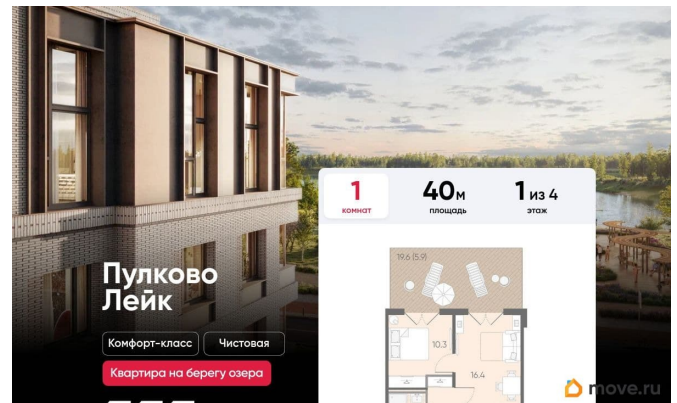 1
комнат
40м
площадь
1 из 4
этаж
19.6 (5.9)
10.3
16.4
Пулково
Лейк
Комфорт-класс
Чистовая
Квартира на берегу озера
move.ru